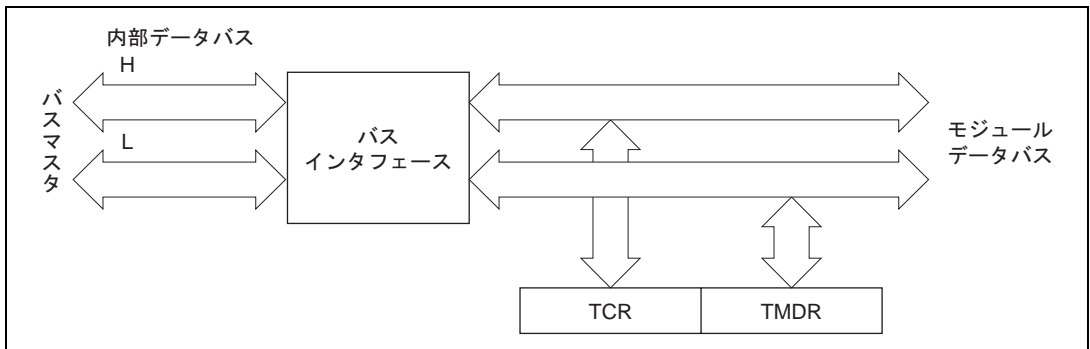 内部データバス
H
バスマスタ
L
バス
インタフェース
モジュール
データバス
TCR
TMDR